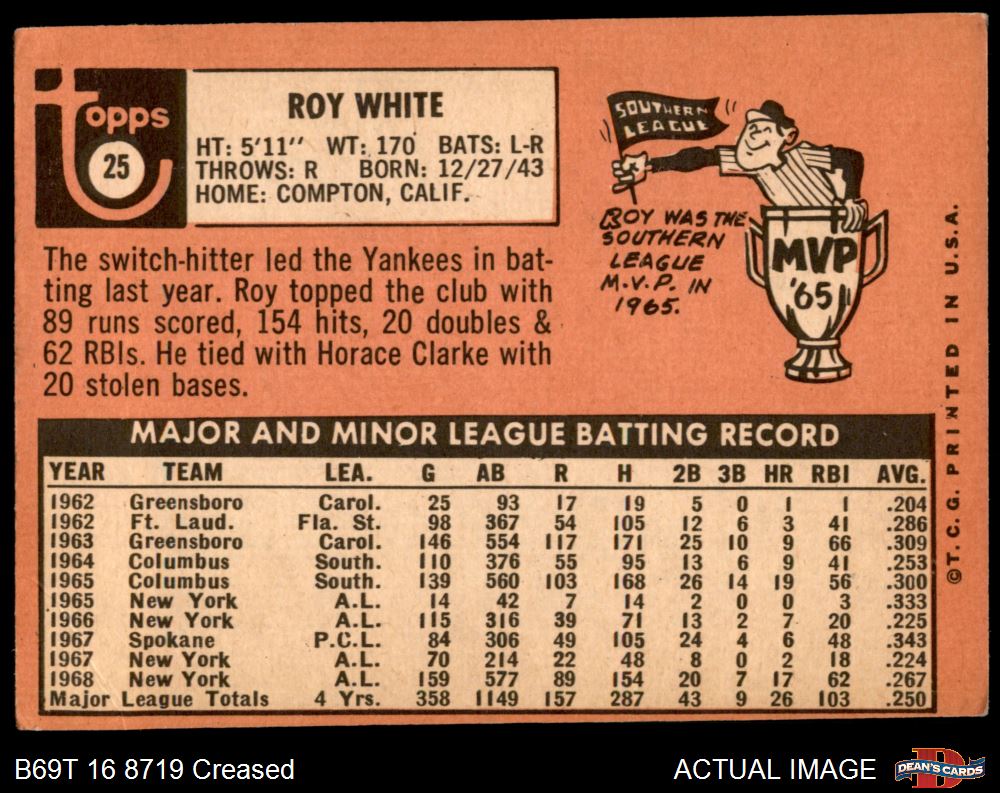 Topps
25
ROY WHITE
HT: 5'11" WT: 170 BATS: L-R
THROWS: R BORN: 12/27/43
HOME: COMPTON, CALIF.
SOUTHERN
LEAGUE
ROY WAS THE
SOUTHERN
LEAGUE
M.V.P. IN
1965.
MVP
'65
The switch-hitter led the Yankees in bat-
ting last year. Roy topped the club with
89 runs scored, 154 hits, 20 doubles &
62 RBIs. He tied with Horace Clarke with
20 stolen bases.
MAJOR AND MINOR LEAGUE BATTING RECORD
YEAR TEAM LEA. G AB R H 2B 3B HR RBI AVG.
1962 Greensboro Carol. 25 93 17 19 5 0 1 1 .204
1962 Ft. Laud. Fla. St. 98 367 54 105 12 6 3 41 .286
1963 Greensboro Carol. 146 554 117 171 25 10 9 66 .309
1964 Columbus South. 110 376 55 95 13 6 9 41 .253
1965 Columbus South. 139 560 103 168 26 14 19 56 .300
1965 New York A.L. 14 42 7 14 2 0 0 3 .333
1966 New York A.L. 115 316 39 71 13 2 7 20 .225
1967 Spokane P.C.L. 84 306 49 105 24 4 6 48 .343
1967 New York A.L. 70 214 22 48 8 0 2 18 .224
1968 New York A.L. 159 577 89 154 20 7 17 62 .267
Major League Totals 4 Yrs. 358 1149 157 287 43 9 26 103 .250
©T.C.G. PRINTED IN U.S.A.
B69T 16 8719 Creased
ACTUAL IMAGE
D
DEAN'S CARDS